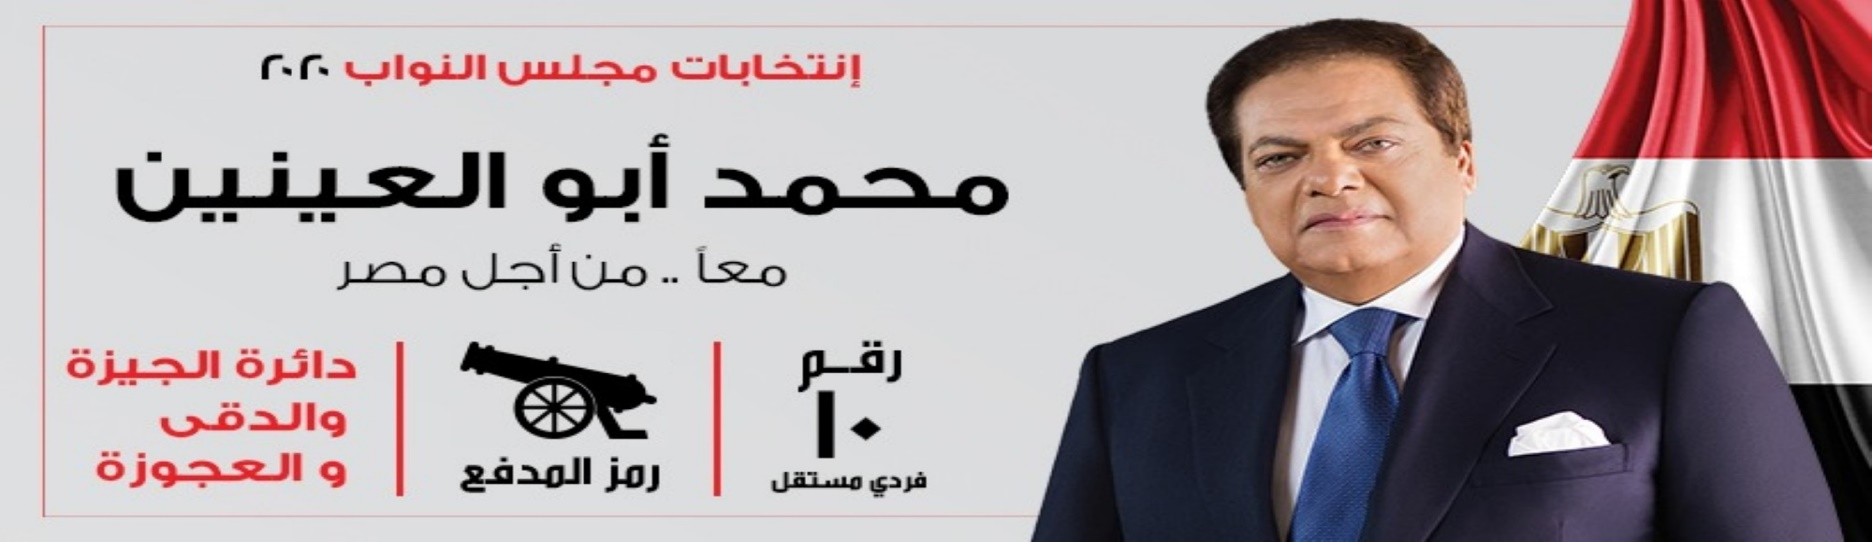 إنتخابات مجلس النواب ٢٠٢٠
محمد أبو العينين
معاً .. من أجل مصر
رقم
١٠
فردي مستقل
رمز المدفع
دائرة الجيزة
والدقى
و العجوزة